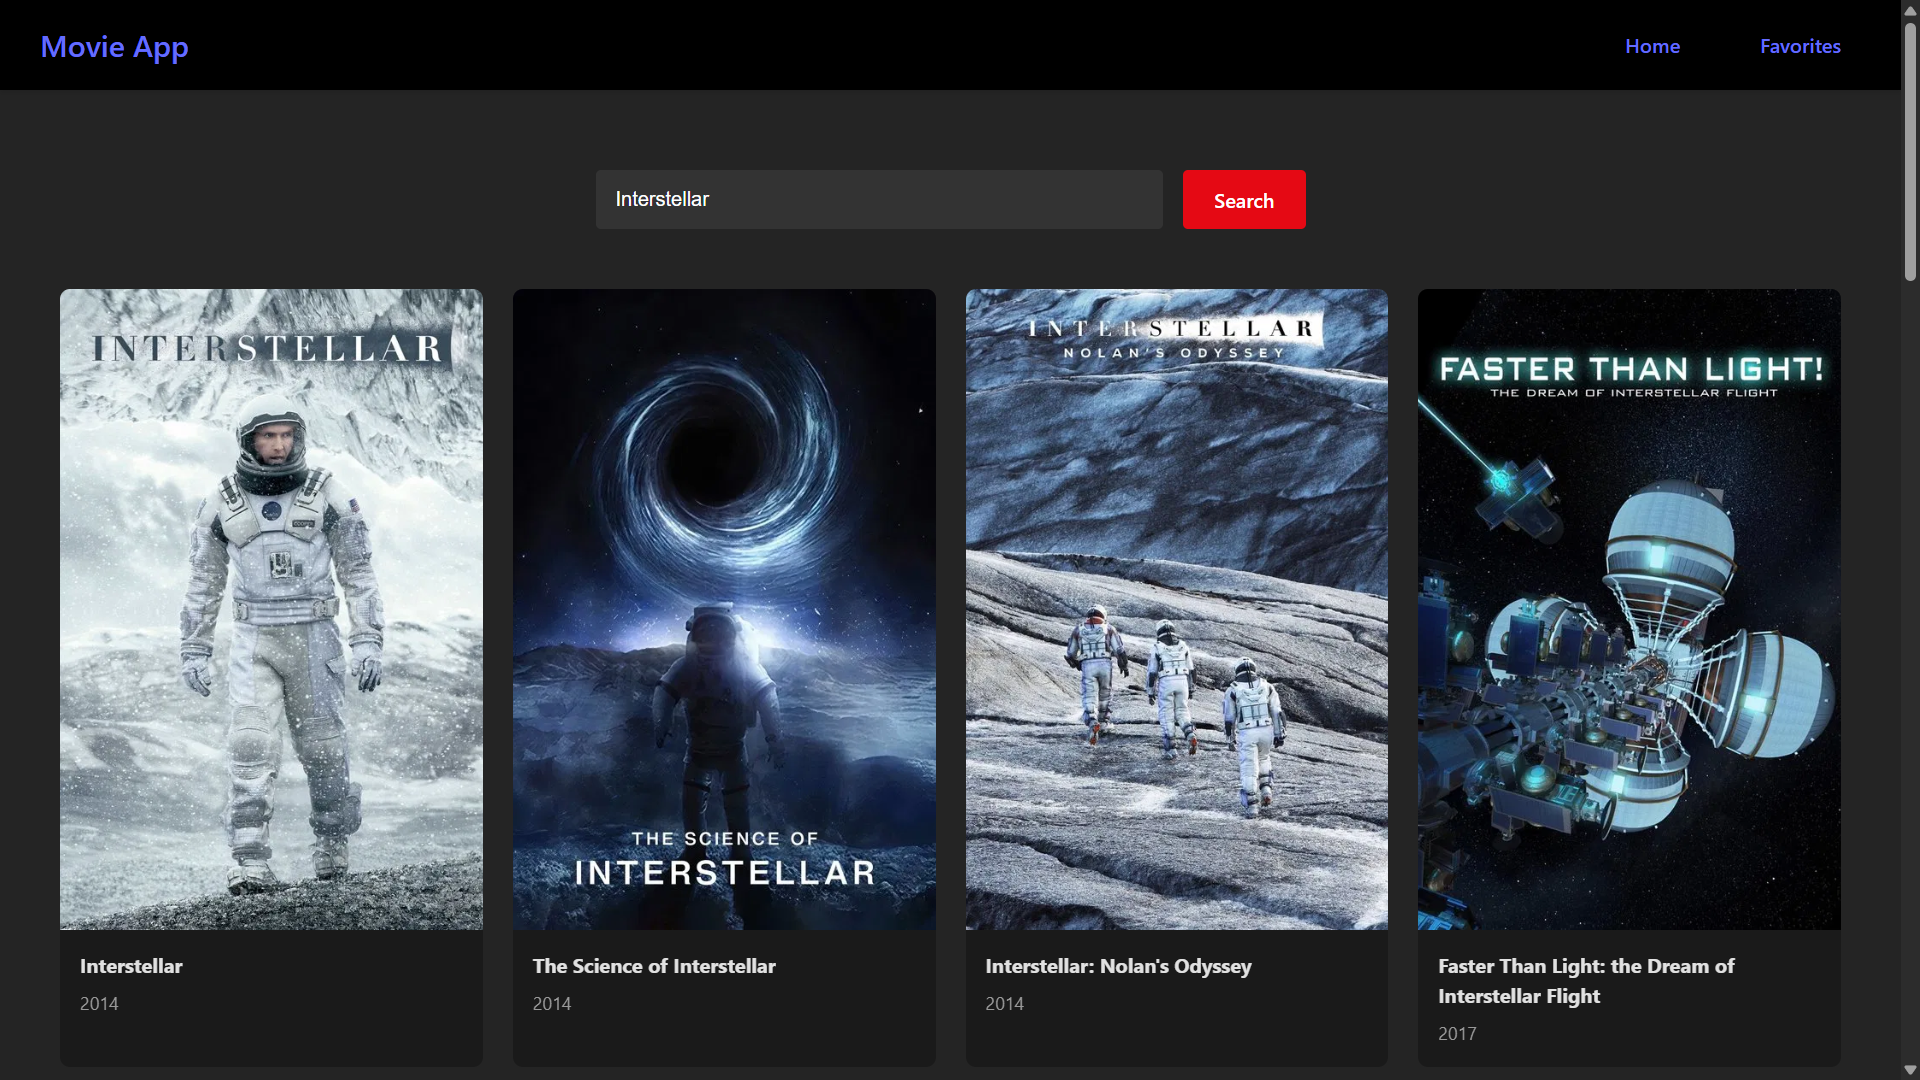 Movie App
Home
Favorites
Interstellar
Search
INTERSTELLAR
INTERSTELLAR
NOLAN'S ODYSSEY
FASTER THAN LIGHT!
THE DREAM OF INTERSTELLAR FLIGHT
THE SCIENCE OF
INTERSTELLAR
Interstellar
2014
The Science of Interstellar
2014
Interstellar: Nolan's Odyssey
2014
Faster Than Light: the Dream of
Interstellar Flight
2017